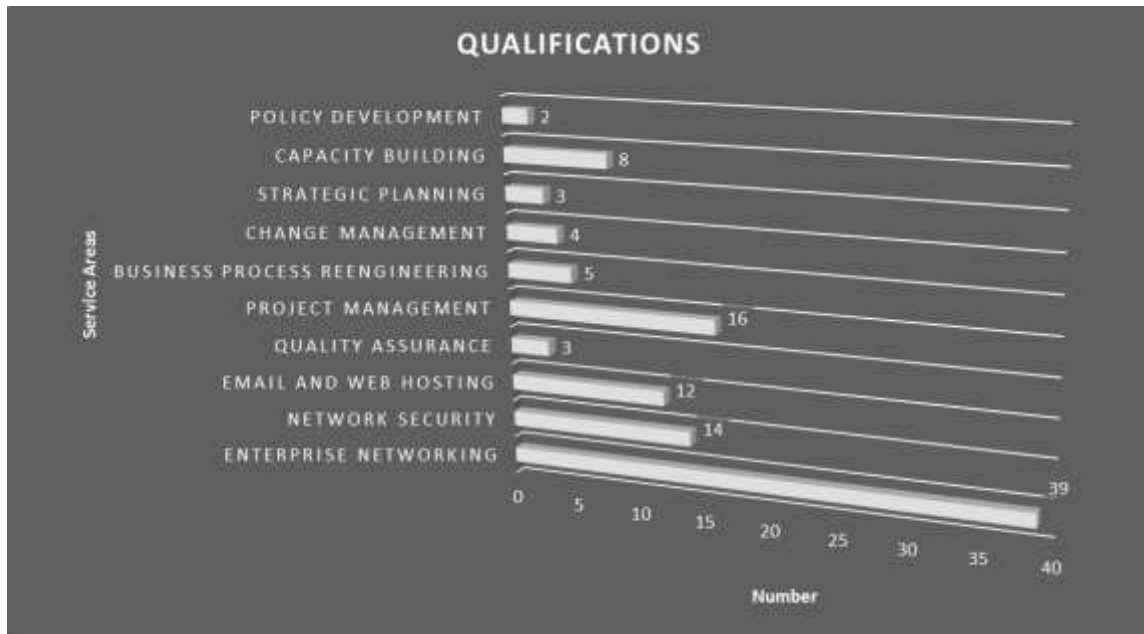 QUALIFICATIONS
POLICY DEVELOPMENT 2
CAPACITY BUILDING 8
STRATEGIC PLANNING 3
CHANGE MANAGEMENT 4
BUSINESS PROCESS REENGINEERING 5
PROJECT MANAGEMENT 16
QUALITY ASSURANCE 3
EMAIL AND WEB HOSTING 12
NETWORK SECURITY 14
ENTERPRISE NETWORKING 39
Service Areas
0 5 10 15 20 25 30 35 40
Number